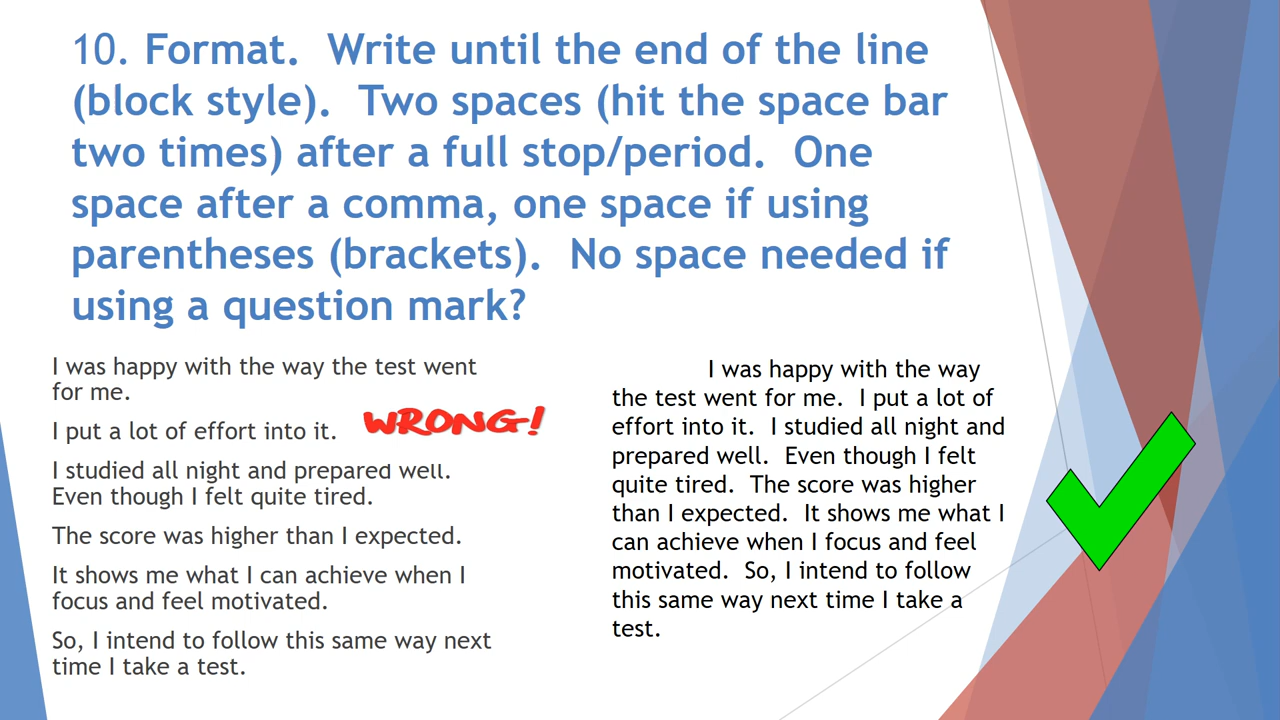 10. Format.  Write until the end of the line
(block style).  Two spaces (hit the space bar
two times) after a full stop/period.  One
space after a comma, one space if using
parentheses (brackets).  No space needed if
using a question mark?
I was happy with the way the test went
for me.
I put a lot of effort into it.
WRONG!
I studied all night and prepared well.
Even though I felt quite tired.
The score was higher than I expected.
It shows me what I can achieve when I
focus and feel motivated.
So, I intend to follow this same way next
time I take a test.
I was happy with the way
the test went for me.  I put a lot of
effort into it.  I studied all night and
prepared well.  Even though I felt
quite tired.  The score was higher
than I expected.  It shows me what I
can achieve when I focus and feel
motivated.  So, I intend to follow
this same way next time I take a
test.